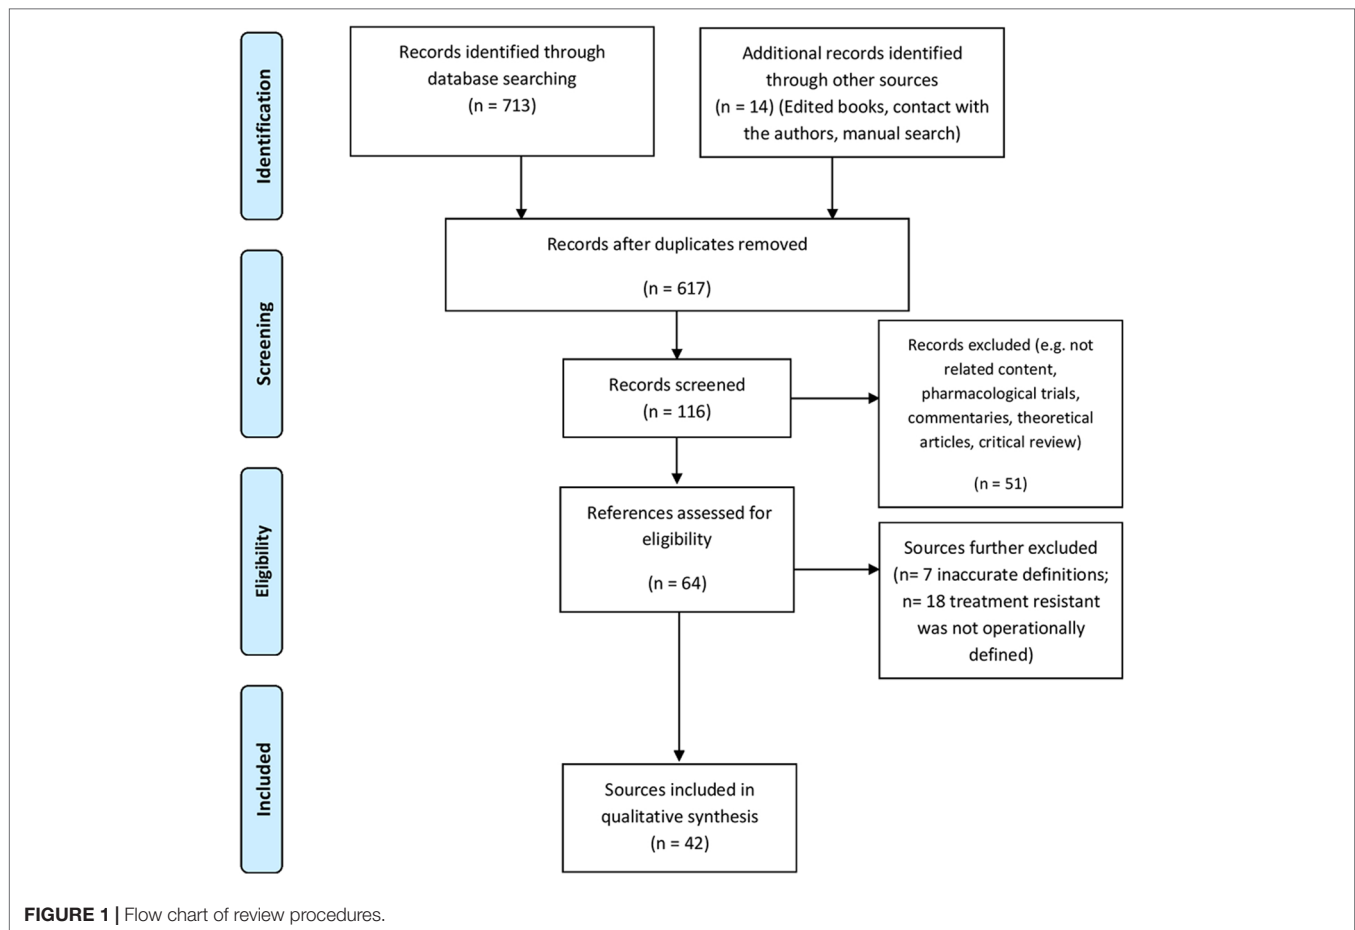 Identification
Records identified through
database searching
(n = 713)
Additional records identified
through other sources
(n = 14) (Edited books, contact with
the authors, manual search)
Screening
Records after duplicates removed
(n = 617)
Records screened
(n = 116)
Records excluded (e.g. not
related content,
pharmacological trials,
commentaries, theoretical
articles, critical review)
(n = 51)
Eligibility
References assessed for
eligibility
(n = 64)
Sources further excluded
(n= 7 inaccurate definitions;
n= 18 treatment resistant
was not operationally
defined)
Included
Sources included in
qualitative synthesis
(n = 42)
FIGURE 1 | Flow chart of review procedures.